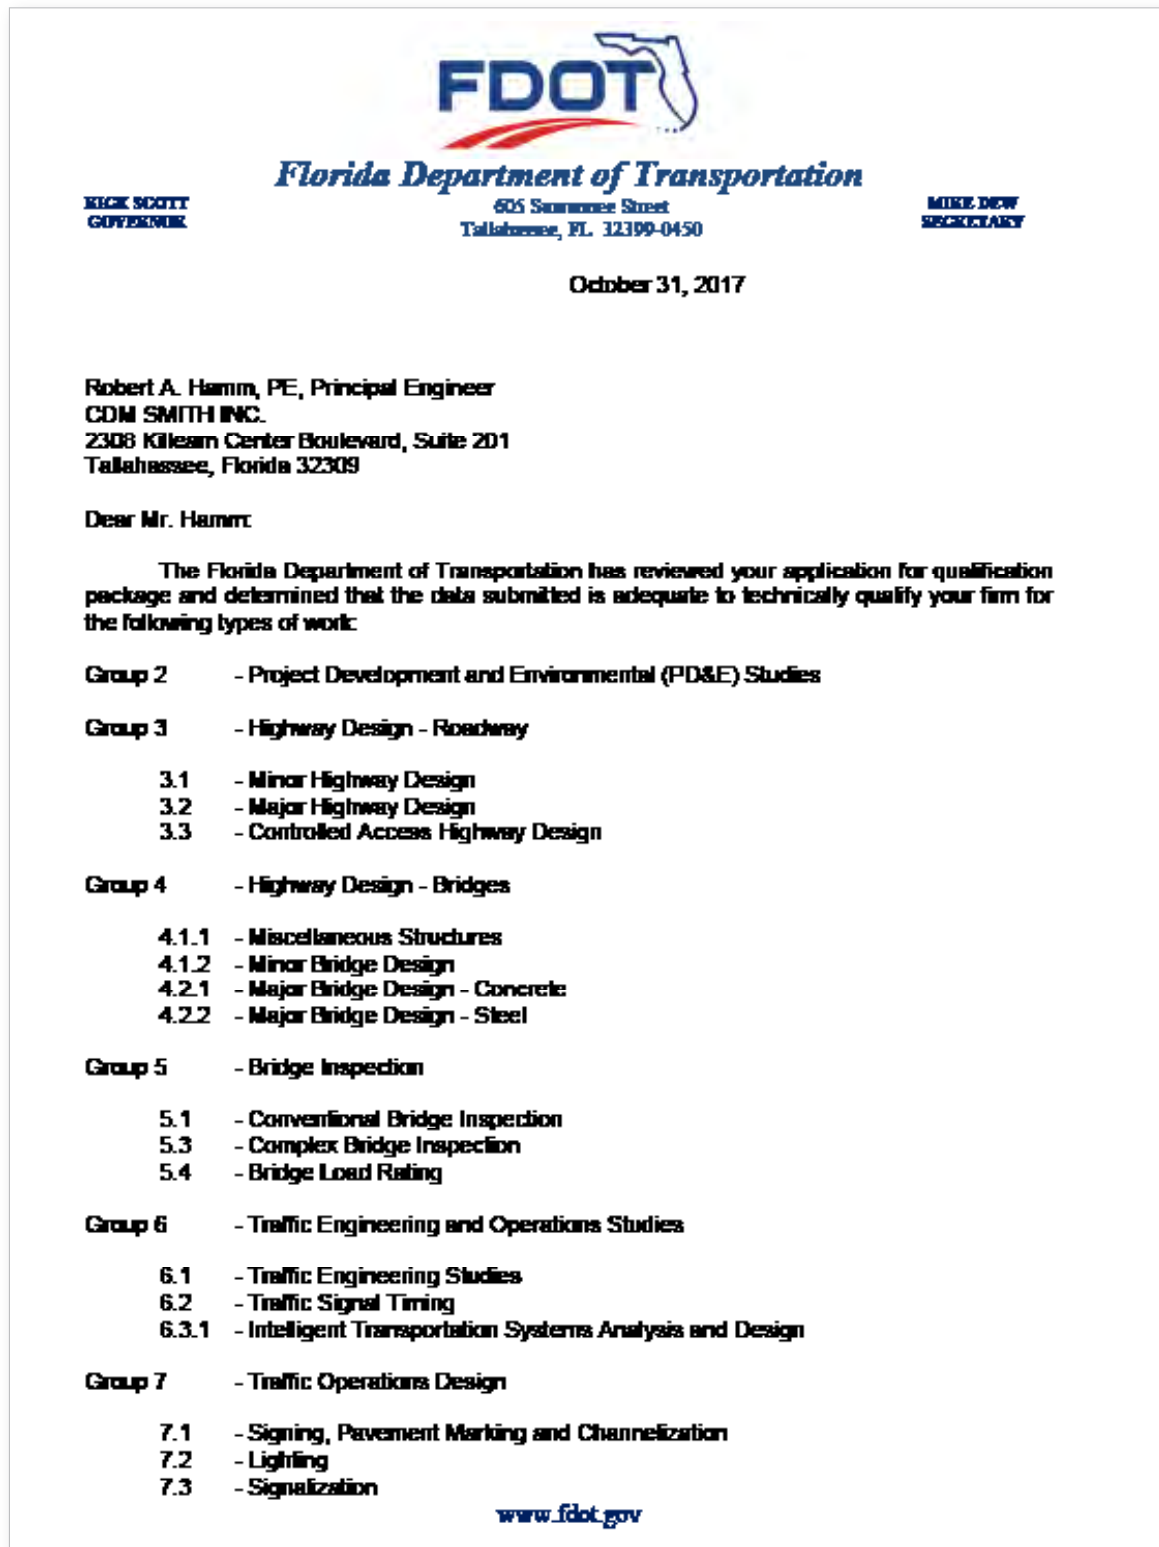 FDOT
Florida Department of Transportation
RICK SCOTT
GOVERNOR
605 Suwannee Street
Tallahassee, FL 32399-0450
MIKE DEW
SECRETARY
October 31, 2017
Robert A. Hamm, PE, Principal Engineer
CDM SMITH INC.
2308 Killearn Center Boulevard, Suite 201
Tallahassee, Florida 32309
Dear Mr. Hamm:
The Florida Department of Transportation has reviewed your application for qualification
package and determined that the data submitted is adequate to technically qualify your firm for
the following types of work:
Group 2 - Project Development and Environmental (PD&E) Studies
Group 3 - Highway Design - Roadway
3.1 - Minor Highway Design
3.2 - Major Highway Design
3.3 - Controlled Access Highway Design
Group 4 - Highway Design - Bridges
4.1.1 - Miscellaneous Structures
4.1.2 - Minor Bridge Design
4.2.1 - Major Bridge Design - Concrete
4.2.2 - Major Bridge Design - Steel
Group 5 - Bridge Inspection
5.1 - Conventional Bridge Inspection
5.3 - Complex Bridge Inspection
5.4 - Bridge Load Rating
Group 6 - Traffic Engineering and Operations Studies
6.1 - Traffic Engineering Studies
6.2 - Traffic Signal Timing
6.3.1 - Intelligent Transportation Systems Analysis and Design
Group 7 - Traffic Operations Design
7.1 - Signing, Pavement Marking and Channelization
7.2 - Lighting
7.3 - Signalization
www.fdot.gov